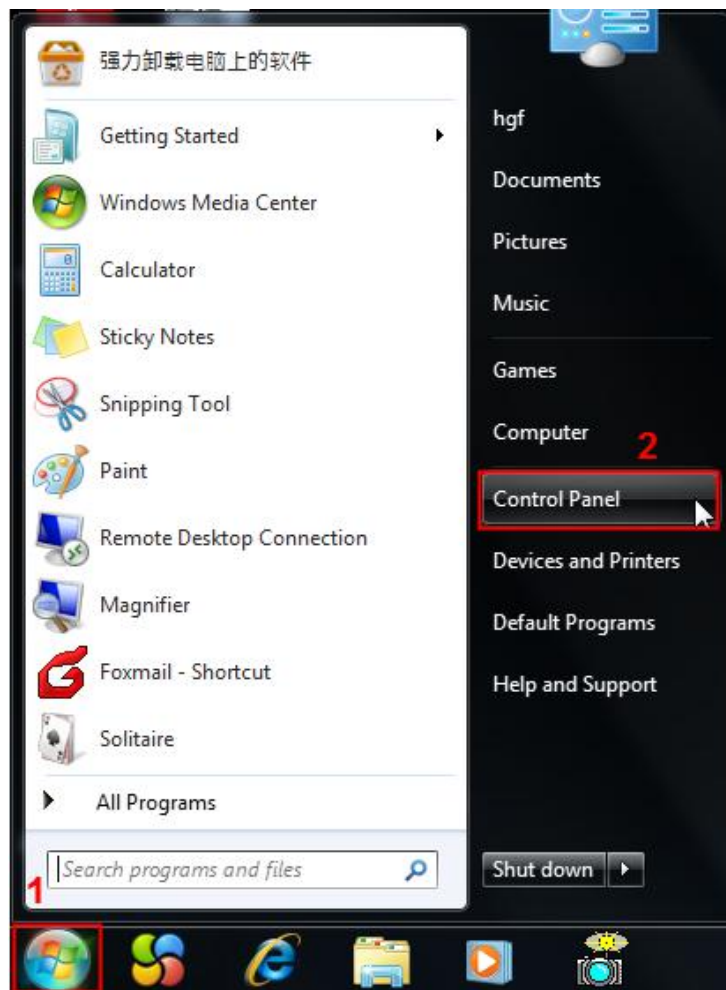 强力卸载电脑上的软件
Getting Started
Windows Media Center
Calculator
Sticky Notes
Snipping Tool
Paint
Remote Desktop Connection
Magnifier
Foxmail - Shortcut
Solitaire
All Programs
Search programs and files
1
hgf
Documents
Pictures
Music
Games
Computer
2
Control Panel
Devices and Printers
Default Programs
Help and Support
Shut down